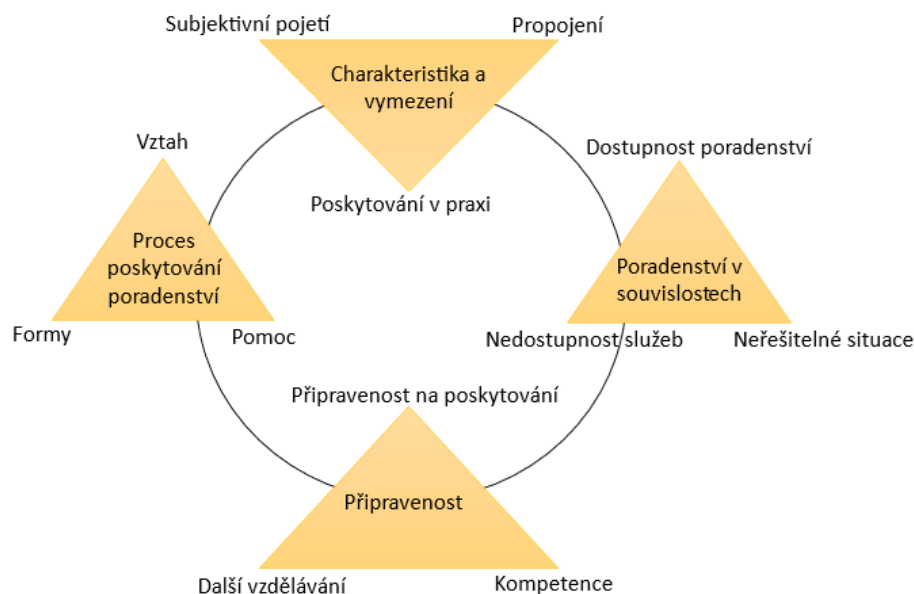 Subjektivní pojetí
Propojení
Charakteristika a
vymezení
Poskytování v praxi
Vztah
Proces
poskytování
poradenství
Formy
Pomoc
Dostupnost poradenství
Poradenství v
souvislostech
Nedostupnost služeb
Neřešitelné situace
Připravenost na poskytování
Připravenost
Další vzdělávání
Kompetence